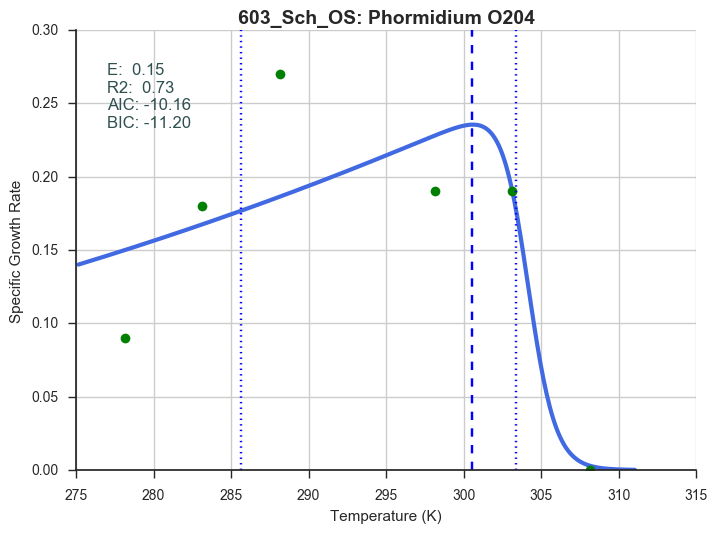 603_Sch_OS: Phormidium O204
E:  0.15
R2:  0.73
AIC: -10.16
BIC: -11.20
0.30
0.25
0.20
0.15
0.10
0.05
0.00
Specific Growth Rate
275 280 285 290 295 300 305 310 315
Temperature (K)